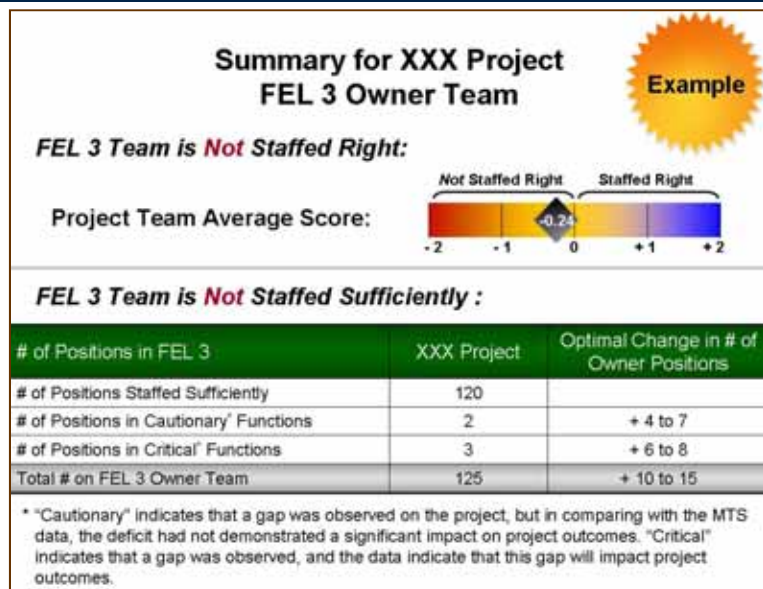 Summary for XXX Project
FEL 3 Owner Team
Example
FEL 3 Team is Not Staffed Right:
Not Staffed Right Staffed Right
Project Team Average Score:
-0.24
-2 -1 0 +1 +2
FEL 3 Team is Not Staffed Sufficiently :
# of Positions in FEL 3 XXX Project Optimal Change in # of
Owner Positions
# of Positions Staffed Sufficiently 120
# of Positions in Cautionary* Functions 2 + 4 to 7
# of Positions in Critical* Functions 3 + 6 to 8
Total # on FEL 3 Owner Team 125 + 10 to 15
* "Cautionary" indicates that a gap was observed on the project, but in comparing with the MTS
data, the deficit had not demonstrated a significant impact on project outcomes. "Critical"
indicates that a gap was observed, and the data indicate that this gap will impact project
outcomes.